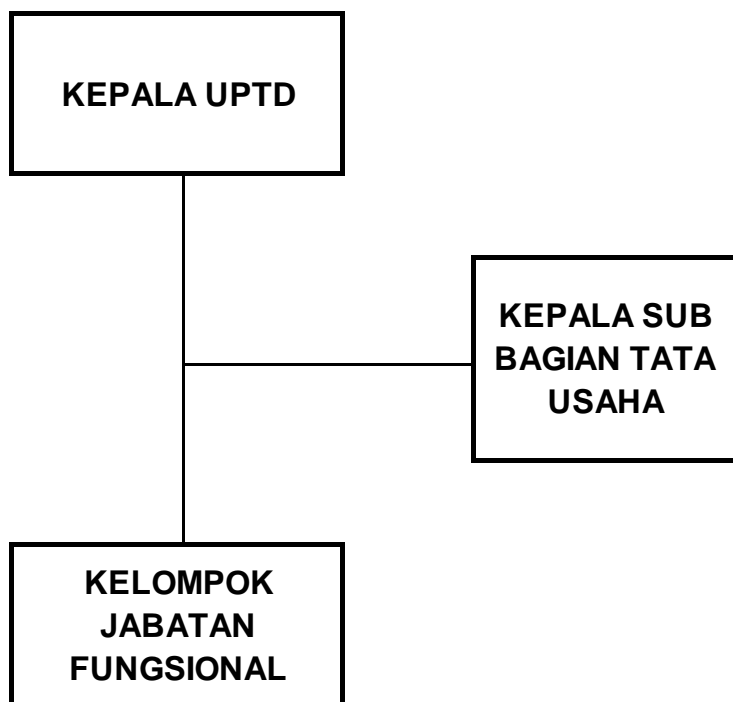 KEPALA UPTD
KEPALA SUB
BAGIAN TATA
USAHA
KELOMPOK
JABATAN
FUNGSIONAL